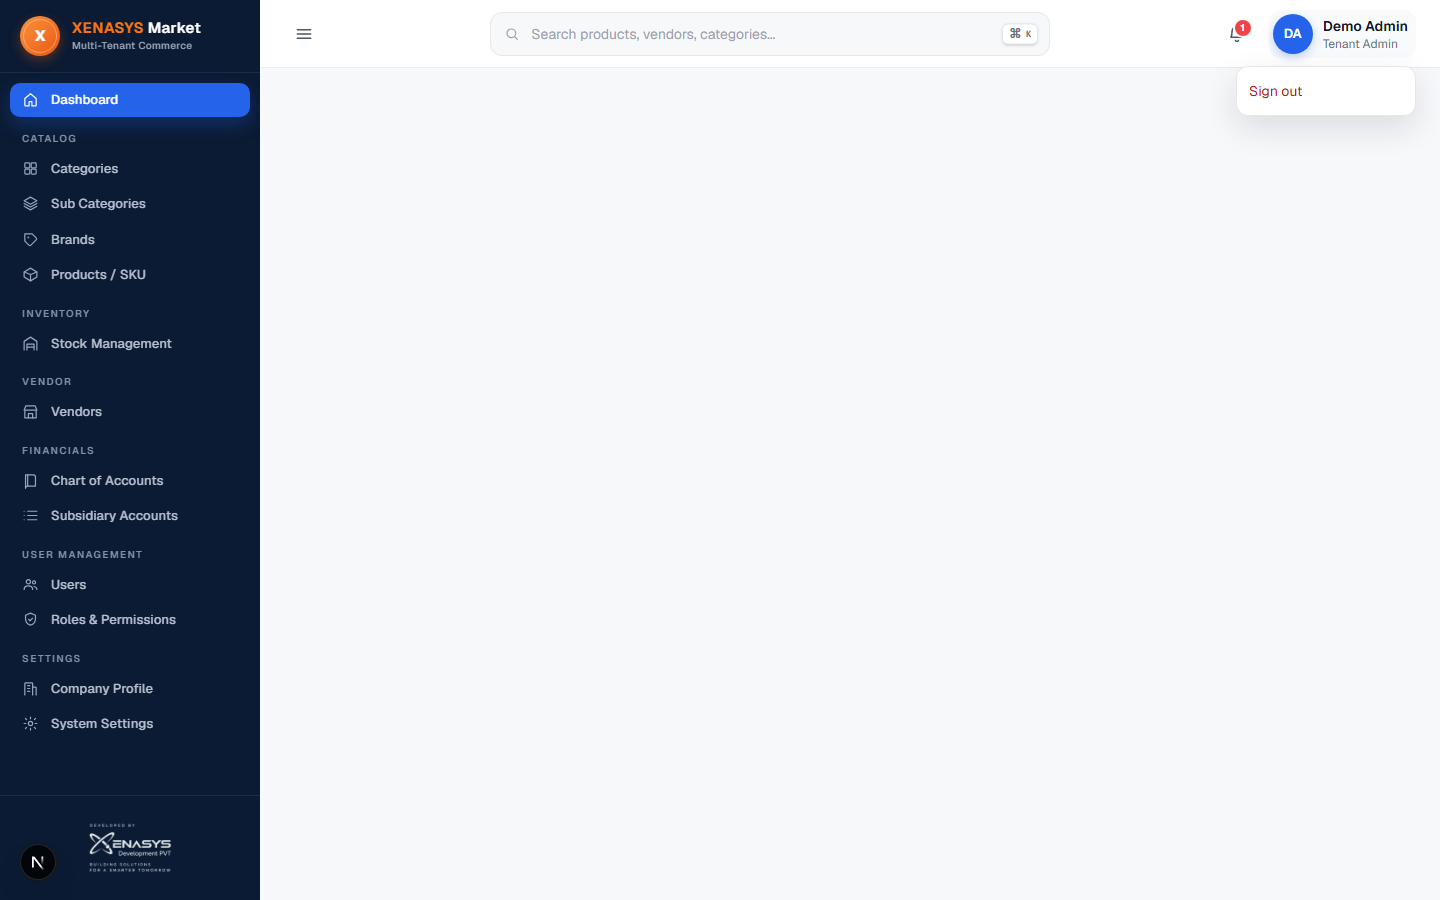 X
XENASYS Market
Multi-Tenant Commerce
Search products, vendors, categories...
⌘ K
1
DA
Demo Admin
Tenant Admin
Sign out
Dashboard
CATALOG
Categories
Sub Categories
Brands
Products / SKU
INVENTORY
Stock Management
VENDOR
Vendors
FINANCIALS
Chart of Accounts
Subsidiary Accounts
USER MANAGEMENT
Users
Roles & Permissions
SETTINGS
Company Profile
System Settings
DEVELOPED BY
XENASYS
Development PVT
BUILDING SOLUTIONS
FOR A SMARTER TOMORROW
N